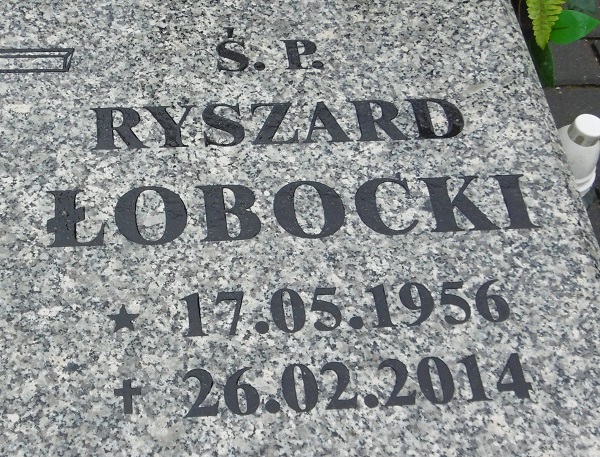 Ś. P.
RYSZARD
ŁOBOCKI
★ 17.05.1956
✝ 26.02.2014